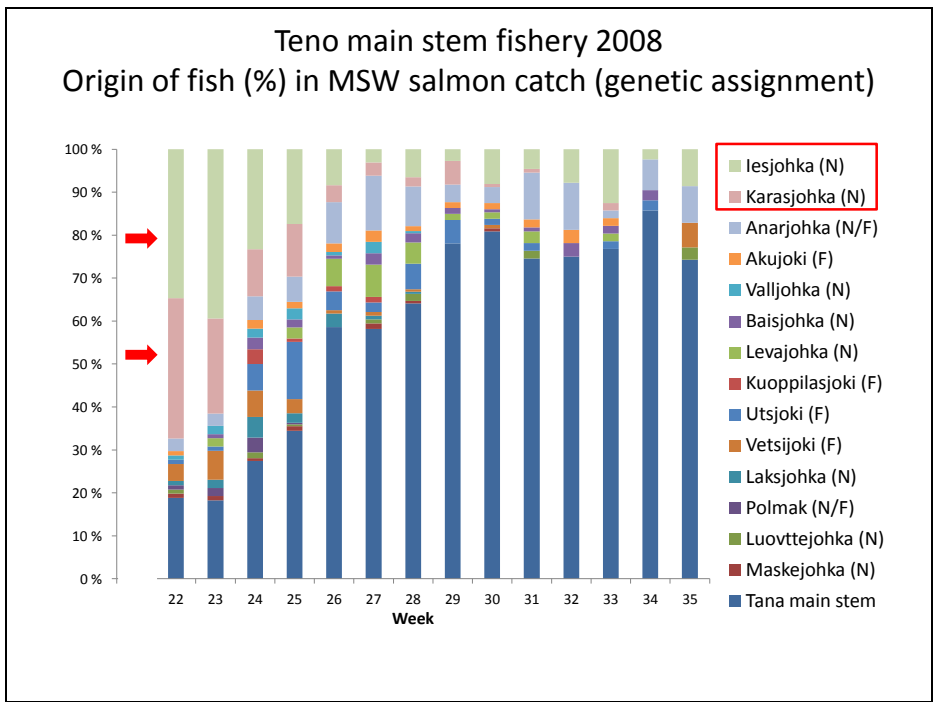 Teno main stem fishery 2008
Origin of fish (%) in MSW salmon catch (genetic assignment)
100 %
90 %
80 %
70 %
60 %
50 %
40 %
30 %
20 %
10 %
0 %
22 23 24 25 26 27 28 29 30 31 32 33 34 35
Week
Iesjohka (N)
Karasjohka (N)
Anarjohka (N/F)
Akujoki (F)
Valljohka (N)
Baisjohka (N)
Levajohka (N)
Kuoppilasjoki (F)
Utsjoki (F)
Vetsijoki (F)
Laksjohka (N)
Polmak (N/F)
Luovttejohka (N)
Maskejohka (N)
Tana main stem